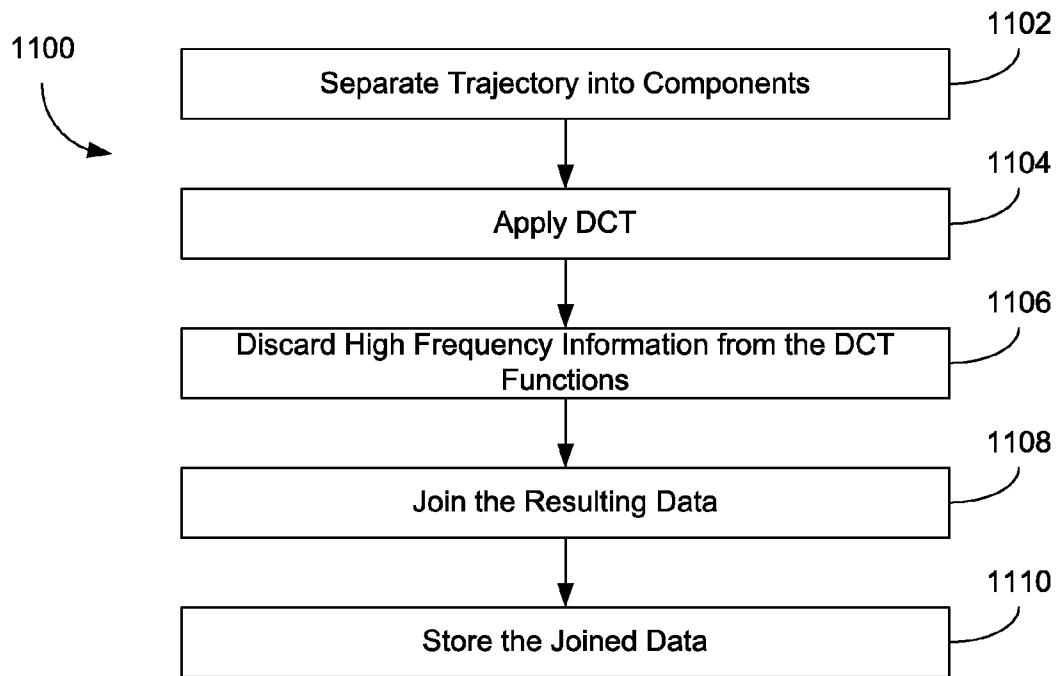 1100
1102
Separate Trajectory into Components
1104
Apply DCT
1106
Discard High Frequency Information from the DCT
Functions
1108
Join the Resulting Data
1110
Store the Joined Data